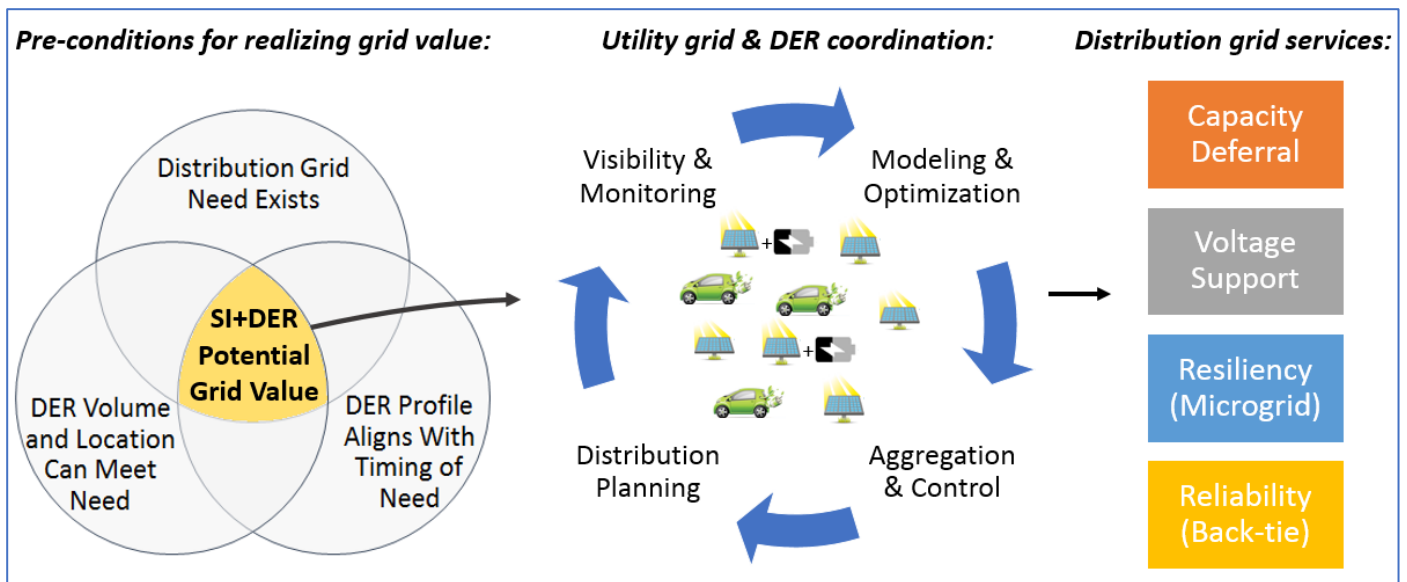 Pre-conditions for realizing grid value:
Distribution Grid
Need Exists
SI+DER
Potential
Grid Value
DER Volume
and Location
Can Meet
Need
DER Profile
Aligns With
Timing of
Need
Utility grid & DER coordination:
Visibility &
Monitoring
Modeling &
Optimization
+
+
Distribution
Planning
Aggregation
& Control
Distribution grid services:
Capacity
Deferral
Voltage
Support
Resiliency
(Microgrid)
Reliability
(Back-tie)